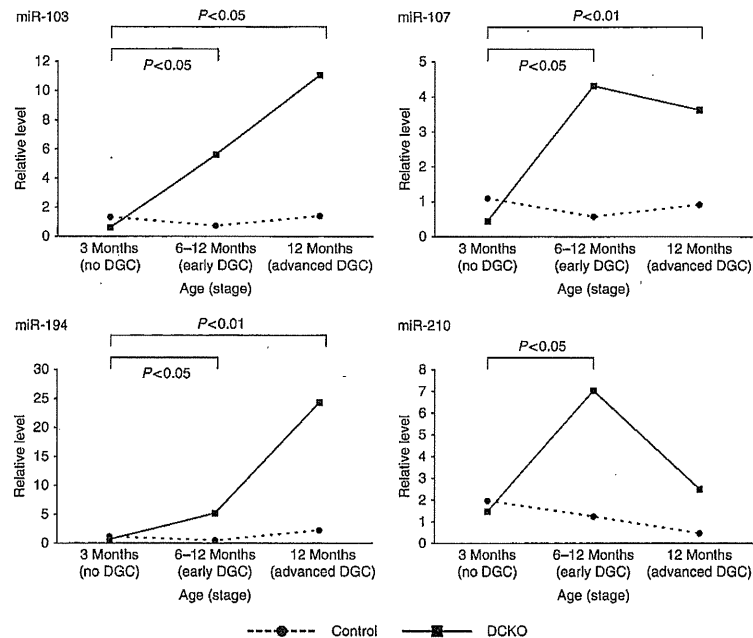 miR-103
P<0.05
P<0.05
Relative level
12
10
8
6
4
2
0
3 Months
(no DGC)
6–12 Months
(early DGC)
12 Months
(advanced DGC)
Age (stage)
miR-107
P<0.01
P<0.05
Relative level
5
4
3
2
1
0
3 Months
(no DGC)
6–12 Months
(early DGC)
12 Months
(advanced DGC)
Age (stage)
miR-194
P<0.01
P<0.05
Relative level
30
25
20
15
10
5
0
3 Months
(no DGC)
6–12 Months
(early DGC)
12 Months
(advanced DGC)
Age (stage)
miR-210
P<0.05
Relative level
8
7
6
5
4
3
2
1
0
3 Months
(no DGC)
6–12 Months
(early DGC)
12 Months
(advanced DGC)
Age (stage)
Control
DCKO